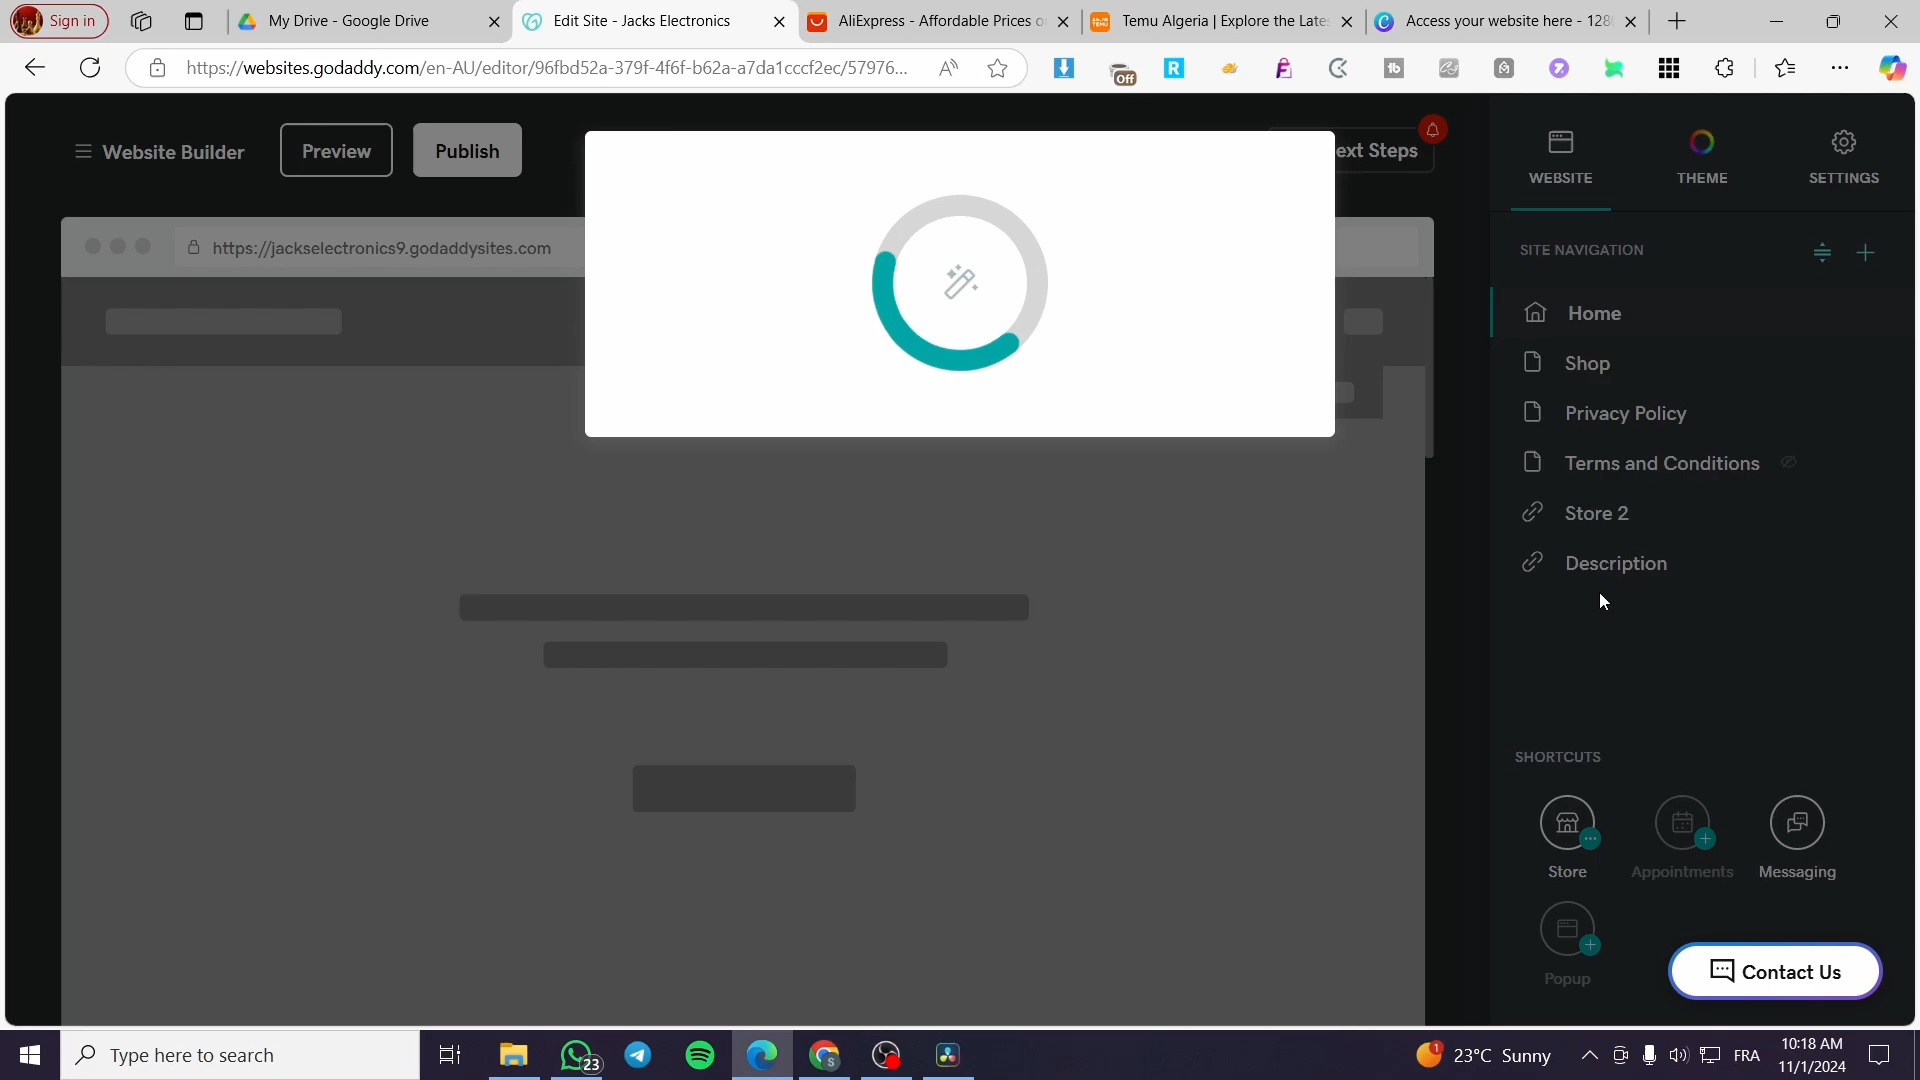 Sign in
My Drive - Google Drive
Edit Site - Jacks Electronics
AliExpress - Affordable Prices o
Temu Algeria | Explore the Late
Access your website here - 128
https://websites.godaddy.com/en-AU/editor/96fbd52a-379f-4f6f-b62a-a7da1cccf2ec/57976...
Off
Website Builder
Preview
Publish
ext Steps
WEBSITE
THEME
SETTINGS
https://jackselectronics9.godaddysites.com
SITE NAVIGATION
Home
Shop
Privacy Policy
Terms and Conditions
Store 2
Description
SHORTCUTS
Store
Appointments
Messaging
Popup
Contact Us
Type here to search
23
1
23°C Sunny
FRA
10:18 AM
11/1/2024